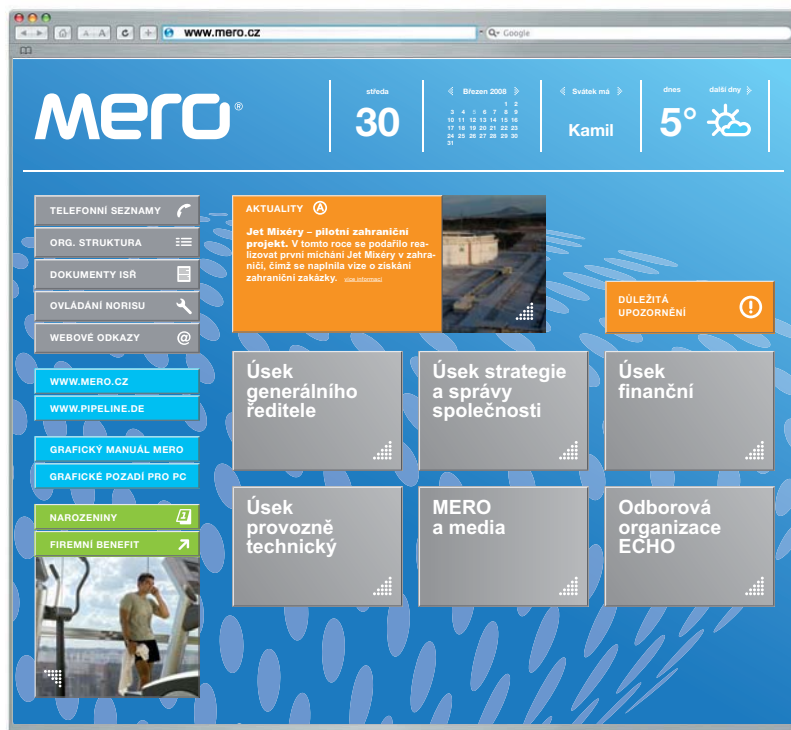 www.mero.cz
Google
Mero®
středa
30
Březen 2008
1 2
3 4 5 6 7 8 9
10 11 12 13 14 15 16
17 18 19 20 21 22 23
24 25 26 27 28 29 30
31
Svátek má
Kamil
dnes
další dny
5°
TELEFONNÍ SEZNAMY
ORG. STRUKTURA
DOKUMENTY ISŘ
OVLÁDÁNÍ NORISU
WEBOVÉ ODKAZY @
WWW.MERO.CZ
WWW.PIPELINE.DE
GRAFICKÝ MANUÁL MERO
GRAFICKÉ POZADÍ PRO PC
NAROZENINY 1
FIREMNÍ BENEFIT
AKTUALITY A
Jet Mixéry – pilotní zahraniční
projekt. V tomto roce se podařilo rea-
lizovat první míchání Jet Mixéry v zahra-
ničí, čímž se naplnila vize o získání
zahraniční zakázky. více informací
DŮLEŽITÁ
UPOZORNĚNÍ
Úsek
generálního
ředitele
Úsek strategie
a správy
společnosti
Úsek
finanční
Úsek
provozně
technický
MERO
a media
Odborová
organizace
ECHO